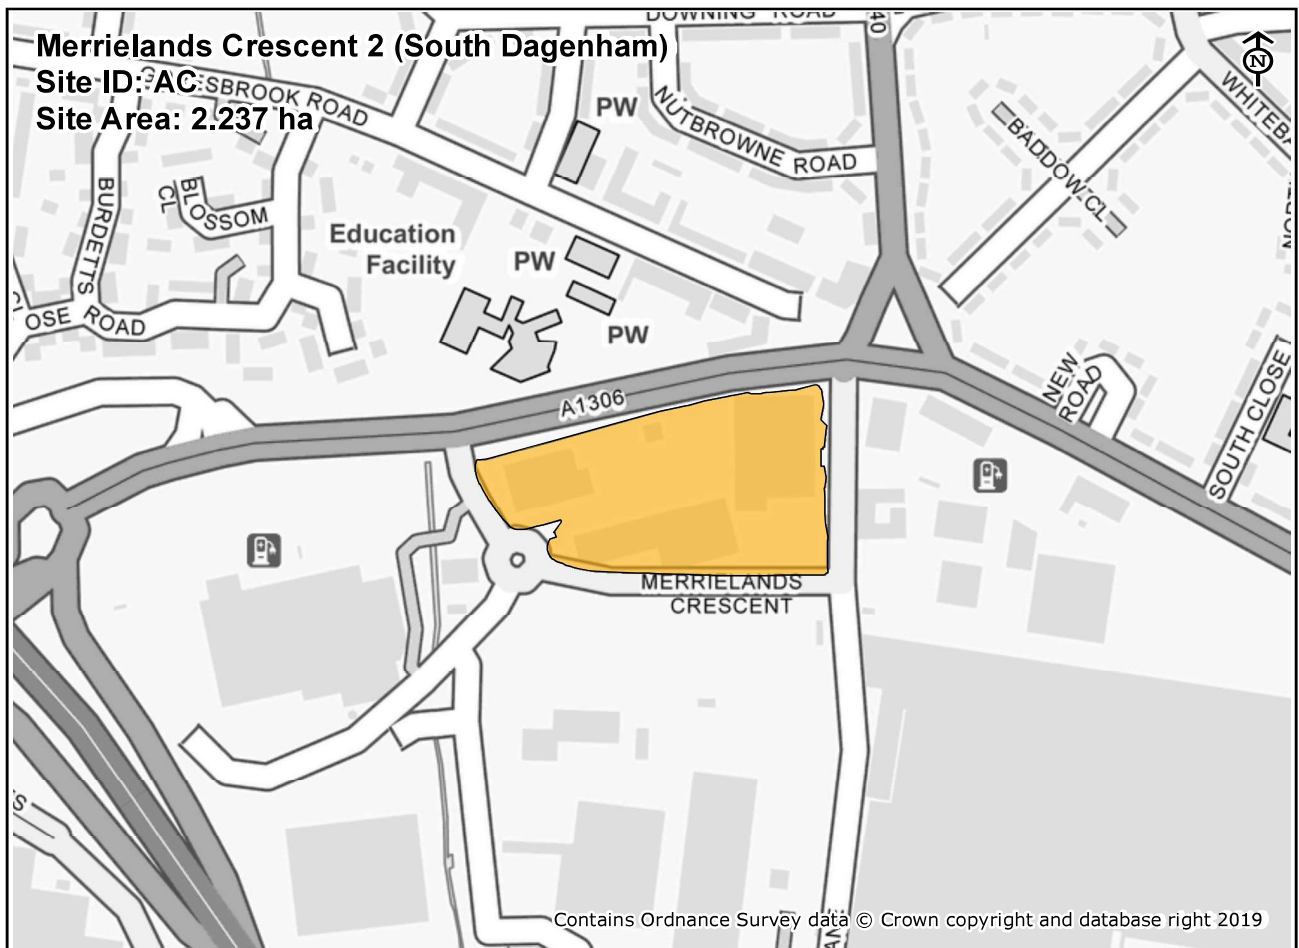 Merrielands Crescent 2 (South Dagenham)
Site ID: AC
Site Area: 2.237 ha
DOWNING ROAD
N
SBROOK ROAD
PW
NUTBROWNE ROAD
BADDOW CL
BURDETTS
ROAD
BLOSSOM
CL
Education
Facility
PW
PW
OSE
A1306
NEW
ROAD
SOUTH CLOSE
MERRIELANDS
CRESCENT
Contains Ordnance Survey data © Crown copyright and database right 2019